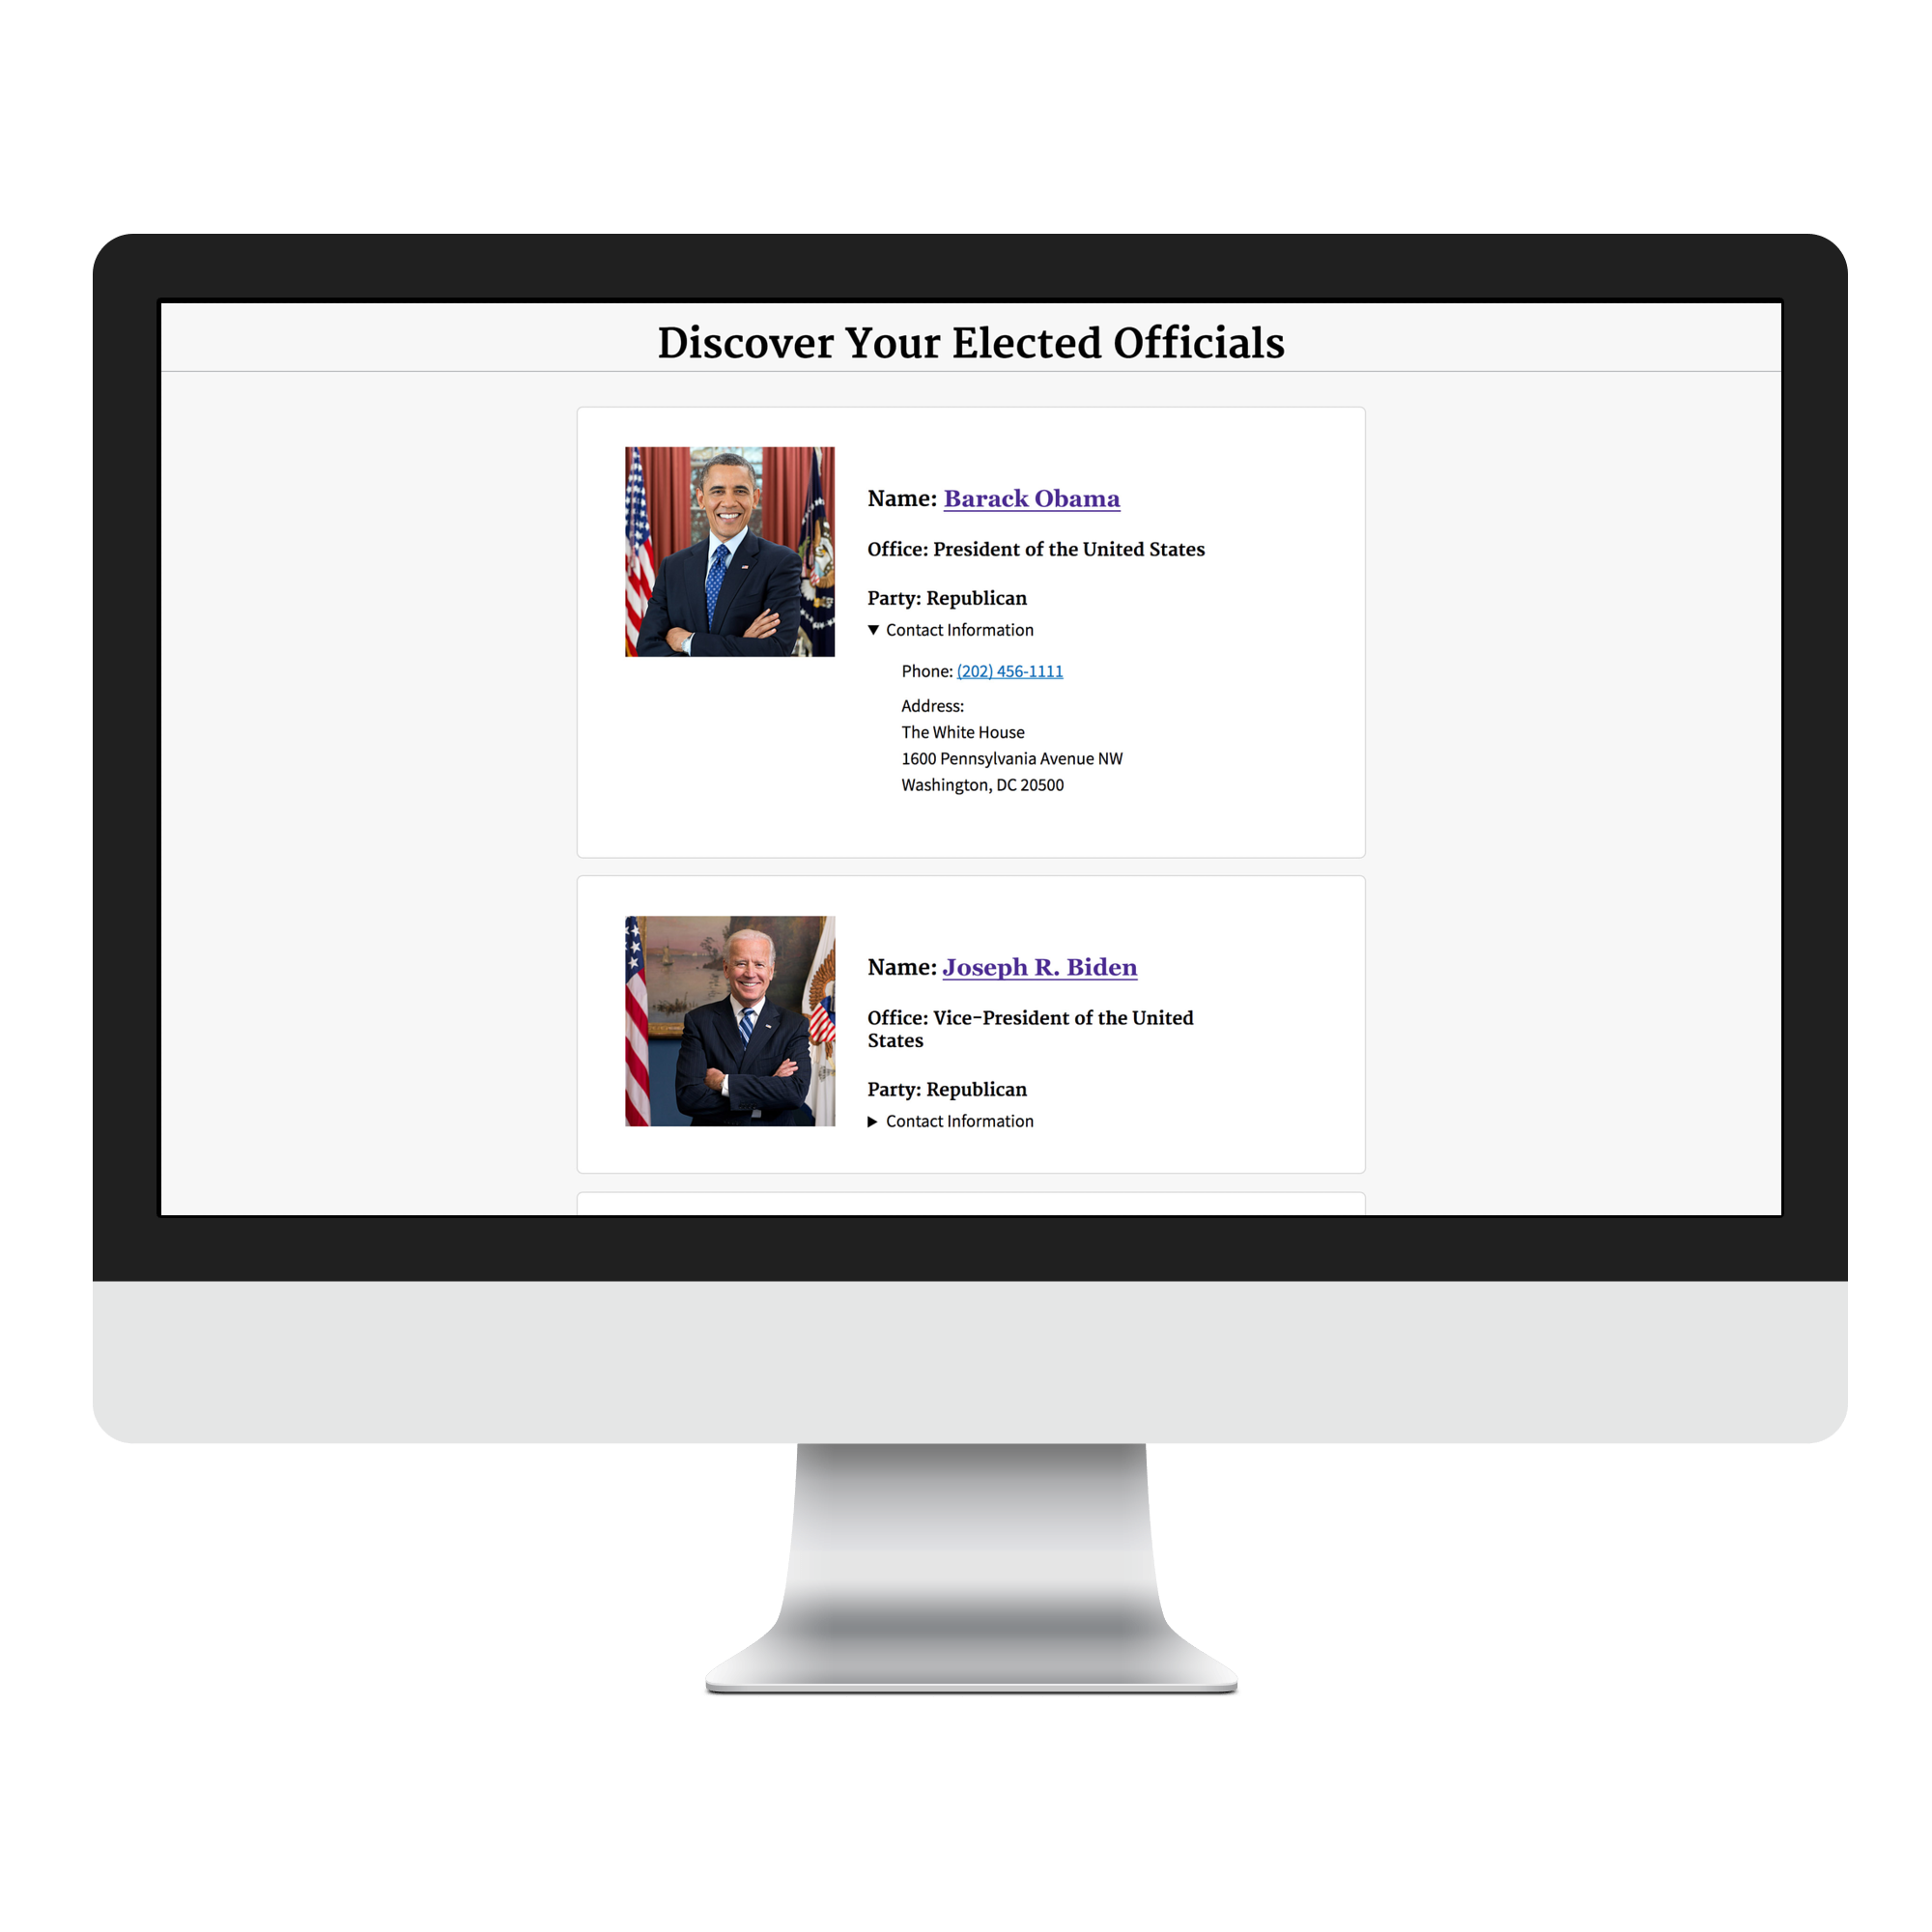 Discover Your Elected Officials
Name: Barack Obama
Office: President of the United States
Party: Republican
▼ Contact Information
Phone: (202) 456-1111
Address:
The White House
1600 Pennsylvania Avenue NW
Washington, DC 20500
Name: Joseph R. Biden
Office: Vice-President of the United
States
Party: Republican
▶ Contact Information